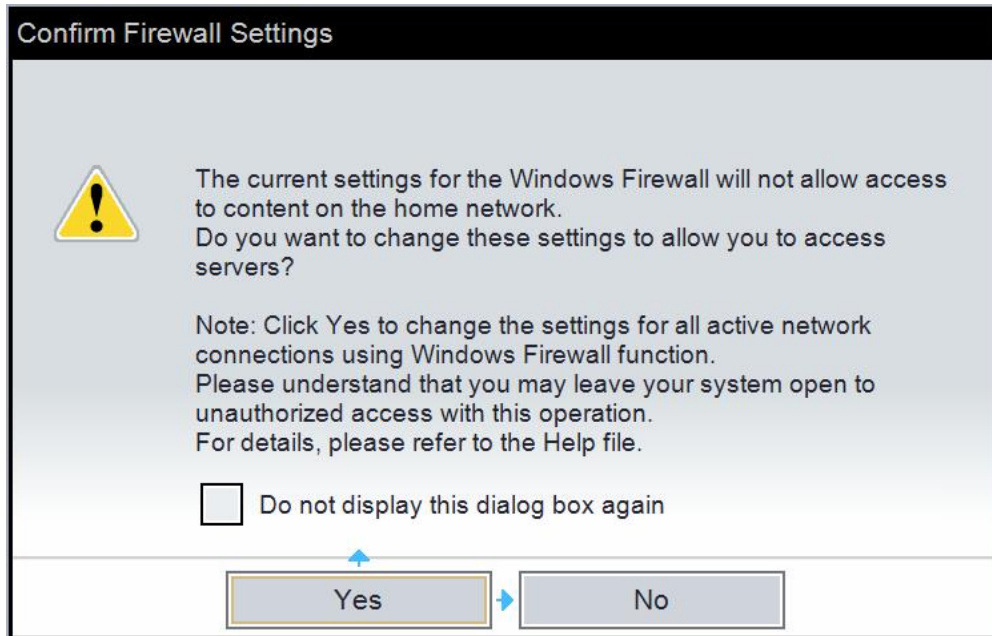 Confirm Firewall Settings
The current settings for the Windows Firewall will not allow access
to content on the home network.
Do you want to change these settings to allow you to access
servers?
Note: Click Yes to change the settings for all active network
connections using Windows Firewall function.
Please understand that you may leave your system open to
unauthorized access with this operation.
For details, please refer to the Help file.
Do not display this dialog box again
Yes
No